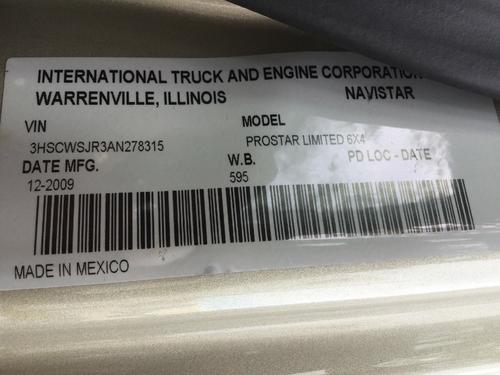 INTERNATIONAL TRUCK AND ENGINE CORPORATION
WARRENVILLE, ILLINOIS NAVISTAR
VIN MODEL
3HSCWSJR3AN278315 PROSTAR LIMITED 6X4
DATE MFG. W.B. PD LOC - DATE
12-2009 595
MADE IN MEXICO